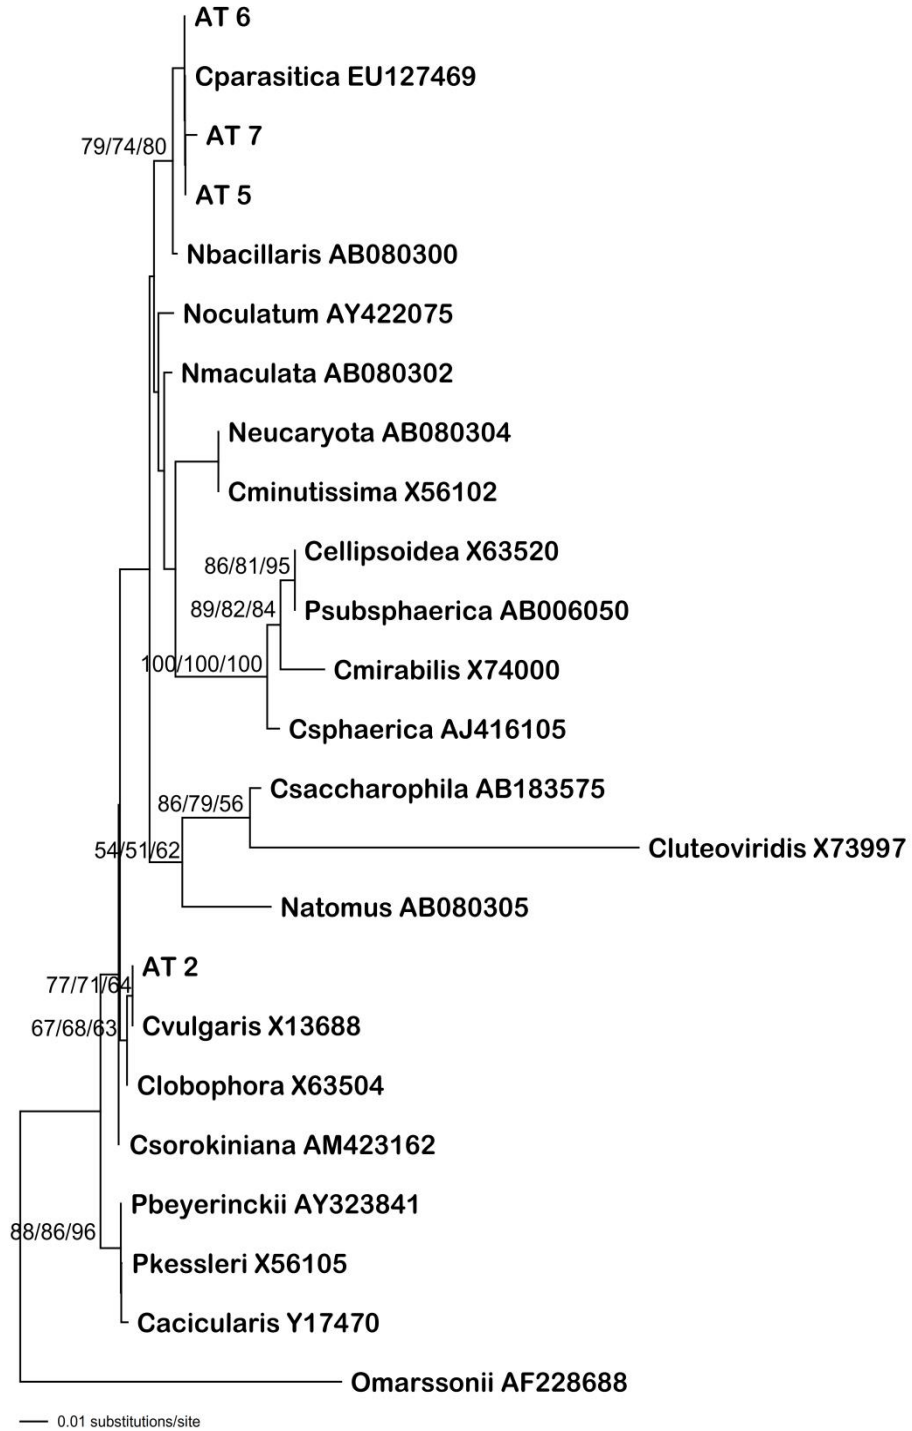 AT 6
Cparasitica EU127469
AT 7
79/74/80
AT 5
Nbacillaris AB080300
Noculatum AY422075
Nmaculata AB080302
Neucaryota AB080304
Cminutissima X56102
Cellipsoidea X63520
86/81/95
89/82/84
Psubsphaerica AB006050
100/100/100
Cmirabilis X74000
Csphaerica AJ416105
Csaccharophila AB183575
86/79/56
54/51/62
Cluteoviridis X73997
Natomus AB080305
AT 2
77/71/64
67/68/63
Cvulgaris X13688
Clobophora X63504
Csorokiniana AM423162
Pbeyerinckii AY323841
88/86/96
Pkessleri X56105
Cacicularis Y17470
Omarssonii AF228688
0.01 substitutions/site